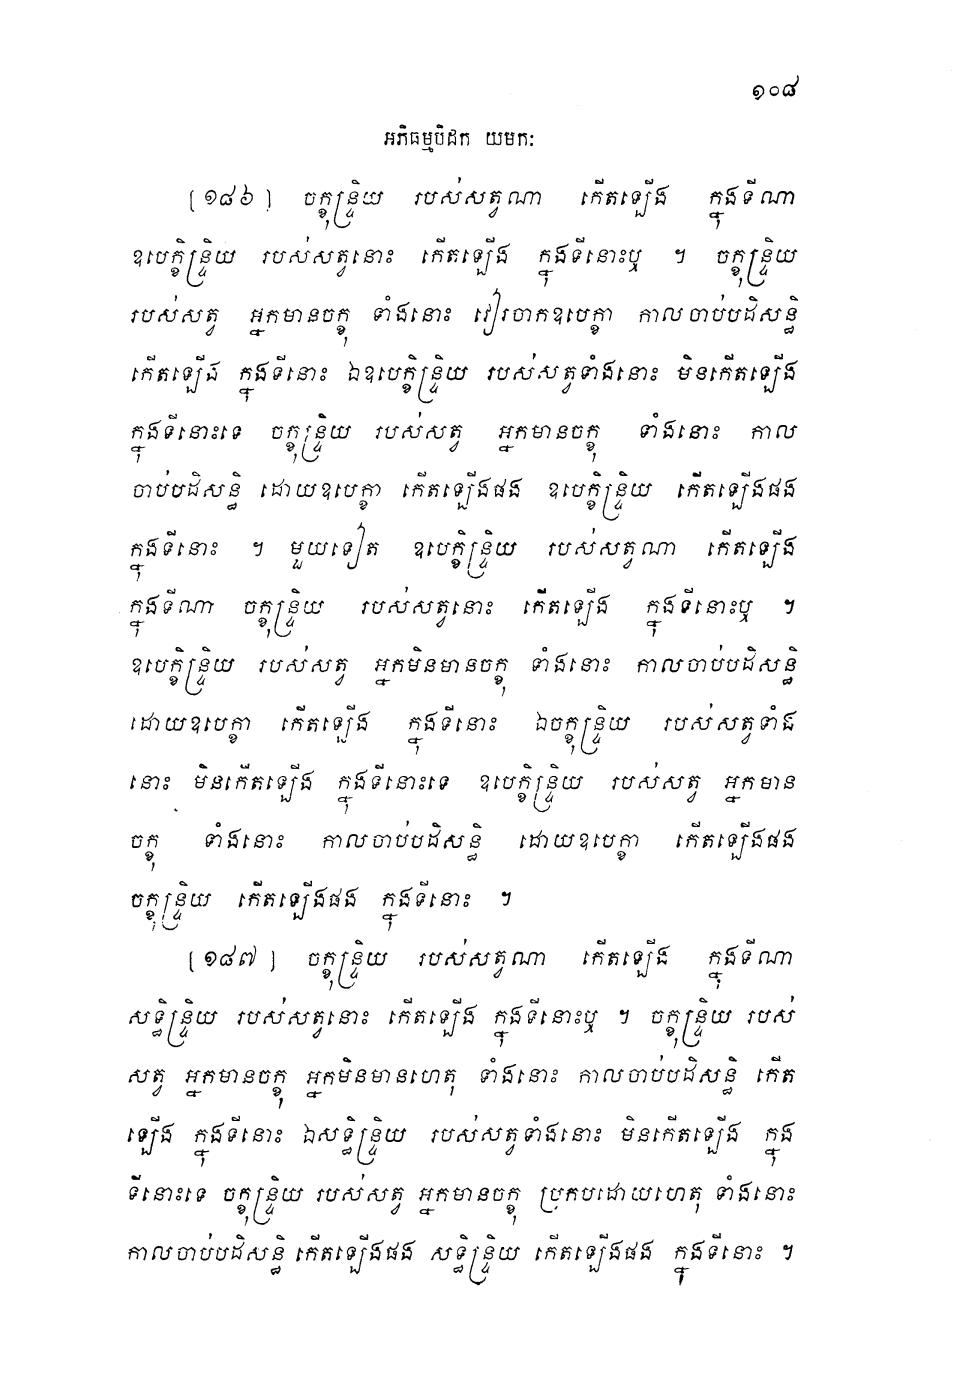 ១០៨
អភិធម្មបិដក យមកៈ
[១៨៦] ចក្ខុន្ទ្រិយ របស់សត្វណា កើតឡើង ក្នុងទីណា
ឧបេក្ខិន្ទ្រិយ របស់សត្វនោះ កើតឡើង ក្នុងទីនោះឬ ។ ចក្ខុន្ទ្រិយ
របស់សត្វ អ្នកមានចក្ខុ ទាំងនោះ វៀរចាកឧបេក្ខា កាលចាប់បដិសន្ធិ
កើតឡើង ក្នុងទីនោះ ឯឧបេក្ខិន្ទ្រិយ របស់សត្វទាំងនោះ មិនកើតឡើង
ក្នុងទីនោះទេ ចក្ខុន្ទ្រិយ របស់សត្វ អ្នកមានចក្ខុ ទាំងនោះ កាល
ចាប់បដិសន្ធិ ដោយឧបេក្ខា កើតឡើងផង ឧបេក្ខិន្ទ្រិយ កើតឡើងផង
ក្នុងទីនោះ ។ មួយទៀត ឧបេក្ខិន្ទ្រិយ របស់សត្វណា កើតឡើង
ក្នុងទីណា ចក្ខុន្ទ្រិយ របស់សត្វនោះ កើតឡើង ក្នុងទីនោះឬ ។
ឧបេក្ខិន្ទ្រិយ របស់សត្វ អ្នកមិនមានចក្ខុ ទាំងនោះ កាលចាប់បដិសន្ធិ
ដោយឧបេក្ខា កើតឡើង ក្នុងទីនោះ ឯចក្ខុន្ទ្រិយ របស់សត្វទាំង
នោះ មិនកើតឡើង ក្នុងទីនោះទេ ឧបេក្ខិន្ទ្រិយ របស់សត្វ អ្នកមាន
ចក្ខុ ទាំងនោះ កាលចាប់បដិសន្ធិ ដោយឧបេក្ខា កើតឡើងផង
ចក្ខុន្ទ្រិយ កើតឡើងផង ក្នុងទីនោះ ។
[១៨៧] ចក្ខុន្ទ្រិយ របស់សត្វណា កើតឡើង ក្នុងទីណា
សទ្ធិន្ទ្រិយ របស់សត្វនោះ កើតឡើង ក្នុងទីនោះឬ ។ ចក្ខុន្ទ្រិយ របស់
សត្វ អ្នកមានចក្ខុ អ្នកមិនមានហេតុ ទាំងនោះ កាលចាប់បដិសន្ធិ កើត
ឡើង ក្នុងទីនោះ ឯសទ្ធិន្ទ្រិយ របស់សត្វទាំងនោះ មិនកើតឡើង ក្នុង
ទីនោះទេ ចក្ខុន្ទ្រិយ របស់សត្វ អ្នកមានចក្ខុ ប្រកបដោយហេតុ ទាំងនោះ
កាលចាប់បដិសន្ធិ កើតឡើងផង សទ្ធិន្ទ្រិយ កើតឡើងផង ក្នុងទីនោះ ។